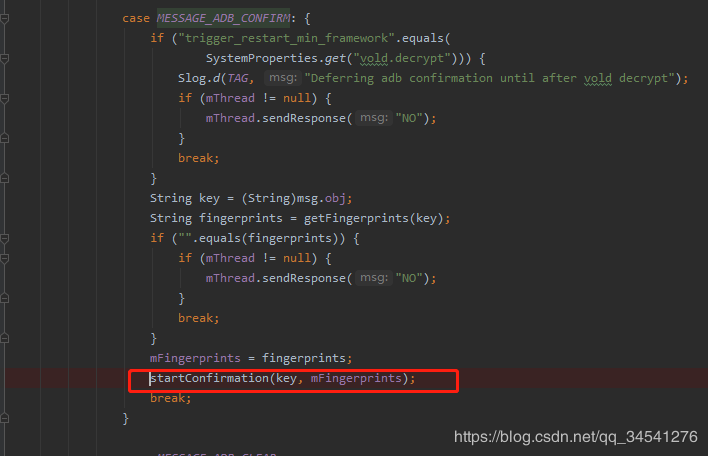 case MESSAGE_ADB_CONFIRM: {
if ("trigger_restart_min_framework".equals(
SystemProperties.get("vold.decrypt"))) {
Slog.d(TAG, msg: "Deferring adb confirmation until after vold decrypt");
if (mThread != null) {
mThread.sendResponse( msg: "NO");
}
break;
}
String key = (String)msg.obj;
String fingerprints = getFingerprints(key);
if ("".equals(fingerprints)) {
if (mThread != null) {
mThread.sendResponse( msg: "NO");
}
break;
}
mFingerprints = fingerprints;
startConfirmation(key, mFingerprints);
break;
}
https://blog.csdn.net/qq_34541276